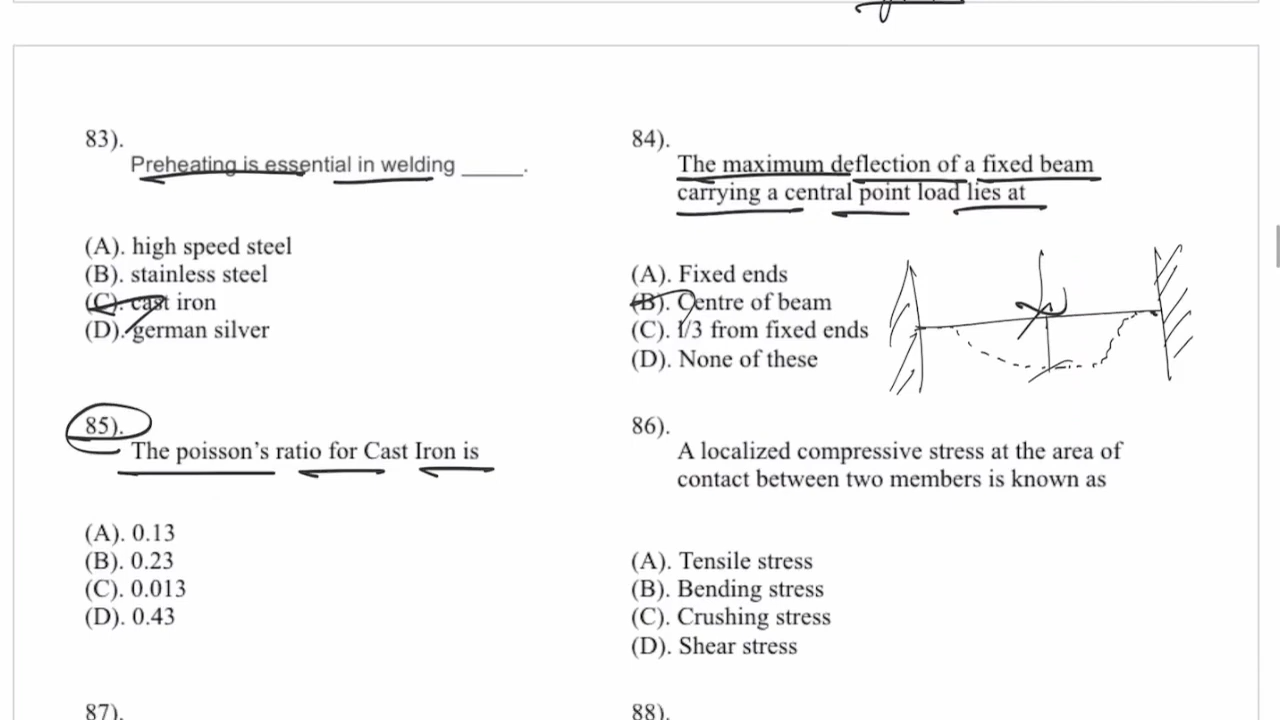 83).
Preheating is essential in welling _____.
(A). high speed steel
(B). stainless steel
(C). cast iron
(D). german silver
84).
The maximum deflection of a fixed beam
carrying a central point load lies at
(A). Fixed ends
(B). Centre of beam
(C). 1/3 from fixed ends
(D). None of these
85).
The poisson's ratio for Cast Iron is
(A). 0.13
(B). 0.23
(C). 0.013
(D). 0.43
86).
A localized compressive stress at the area of
contact between two members is known as
(A). Tensile stress
(B). Bending stress
(C). Crushing stress
(D). Shear stress
87).
88).